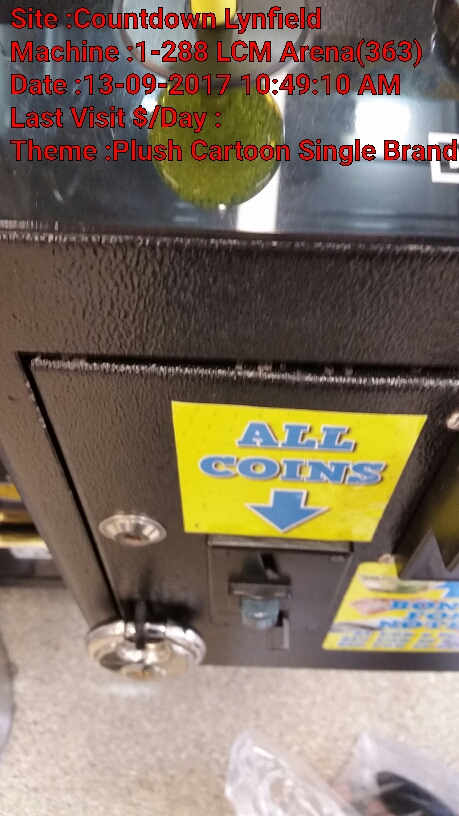 Site :Countdown Lynfield
Machine :1-288 LCM Arena(363)
Date :13-09-2017 10:49:10 AM
Last Visit $/Day :
Theme :Plush Cartoon Single Brand
ALL
COINS